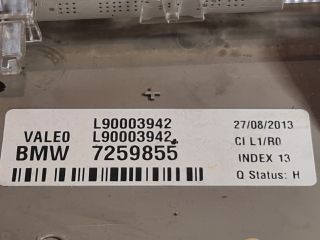 L90003942
VALEO L90003942
BMW 7259855
27/08/2013
CI L1/R0
INDEX 13
Q Status: H